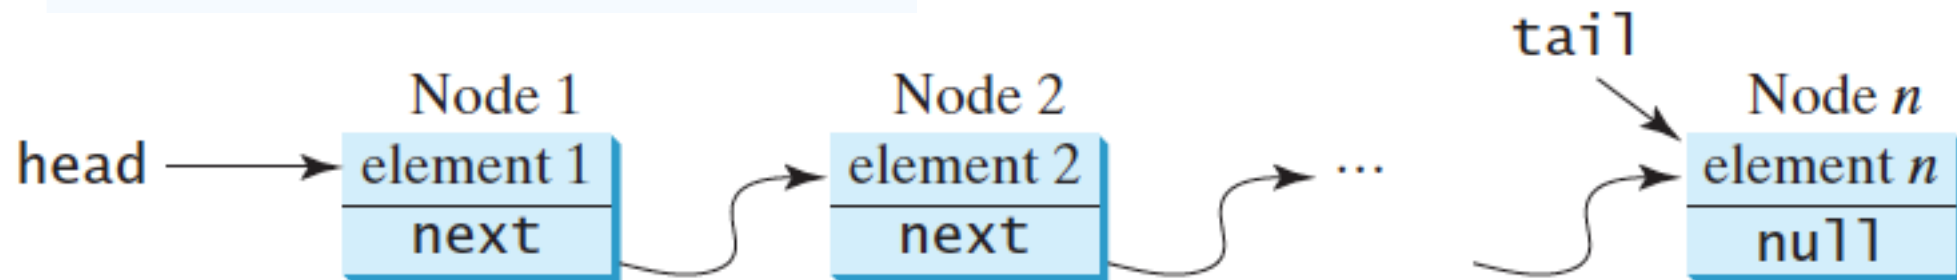 tail
Node 1 Node 2 Node n
head element 1 element 2 ... element n
next next null